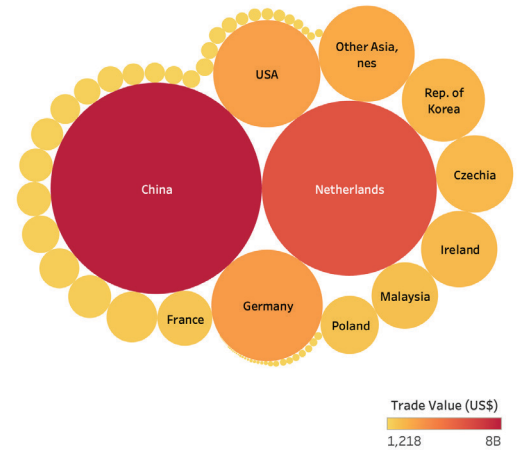 Other Asia,
nes
USA
Rep. of
Korea
Czechia
China
Netherlands
Ireland
Malaysia
Germany
France
Poland
Trade Value (US$)
1,218 8B